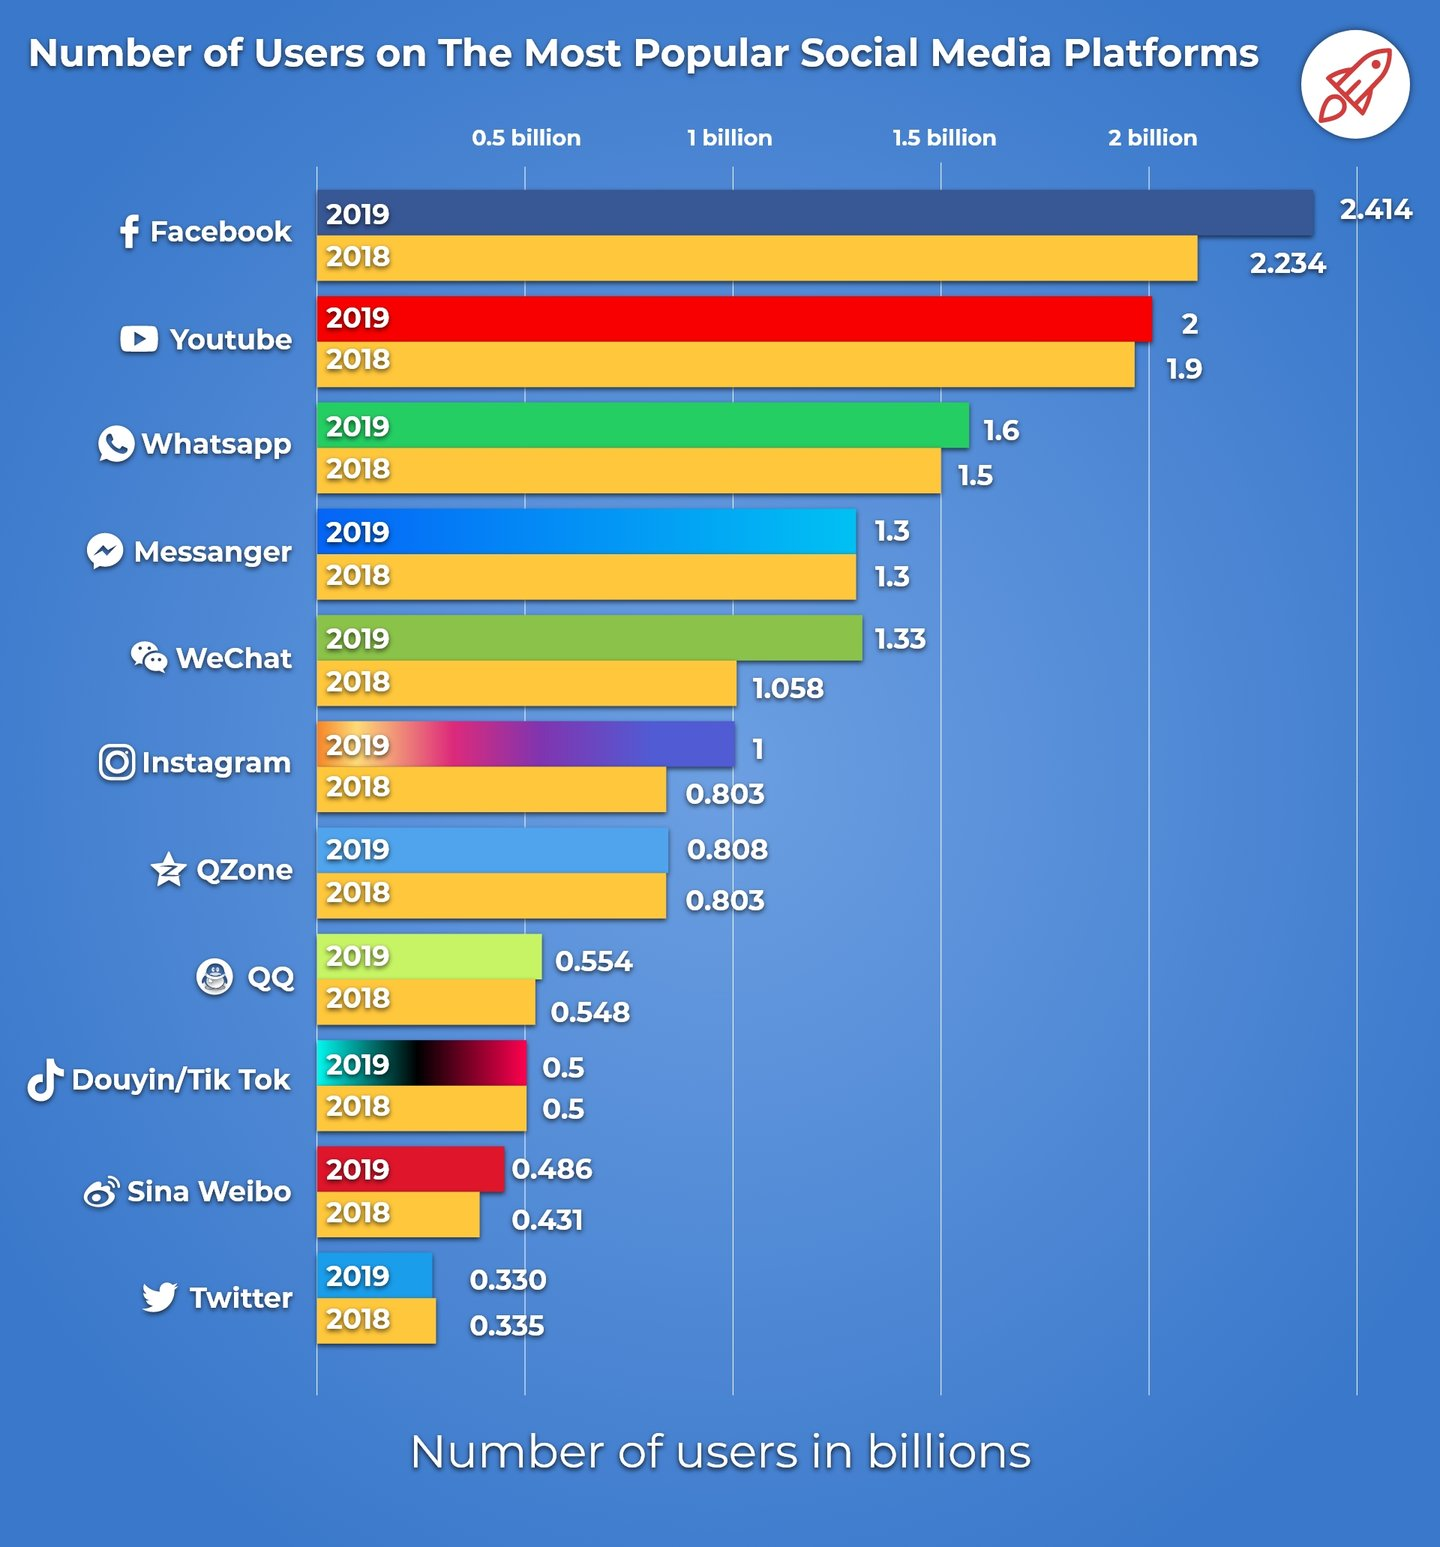 Number of Users on The Most Popular Social Media Platforms
0.5 billion 1 billion 1.5 billion 2 billion
Facebook
2019 2.414
2018 2.234
Youtube
2019 2
2018 1.9
Whatsapp
2019 1.6
2018 1.5
Messanger
2019 1.3
2018 1.3
WeChat
2019 1.33
2018 1.058
Instagram
2019 1
2018 0.803
QZone
2019 0.808
2018 0.803
QQ
2019 0.554
2018 0.548
Douyin/Tik Tok
2019 0.5
2018 0.5
Sina Weibo
2019 0.486
2018 0.431
Twitter
2019 0.330
2018 0.335
Number of users in billions